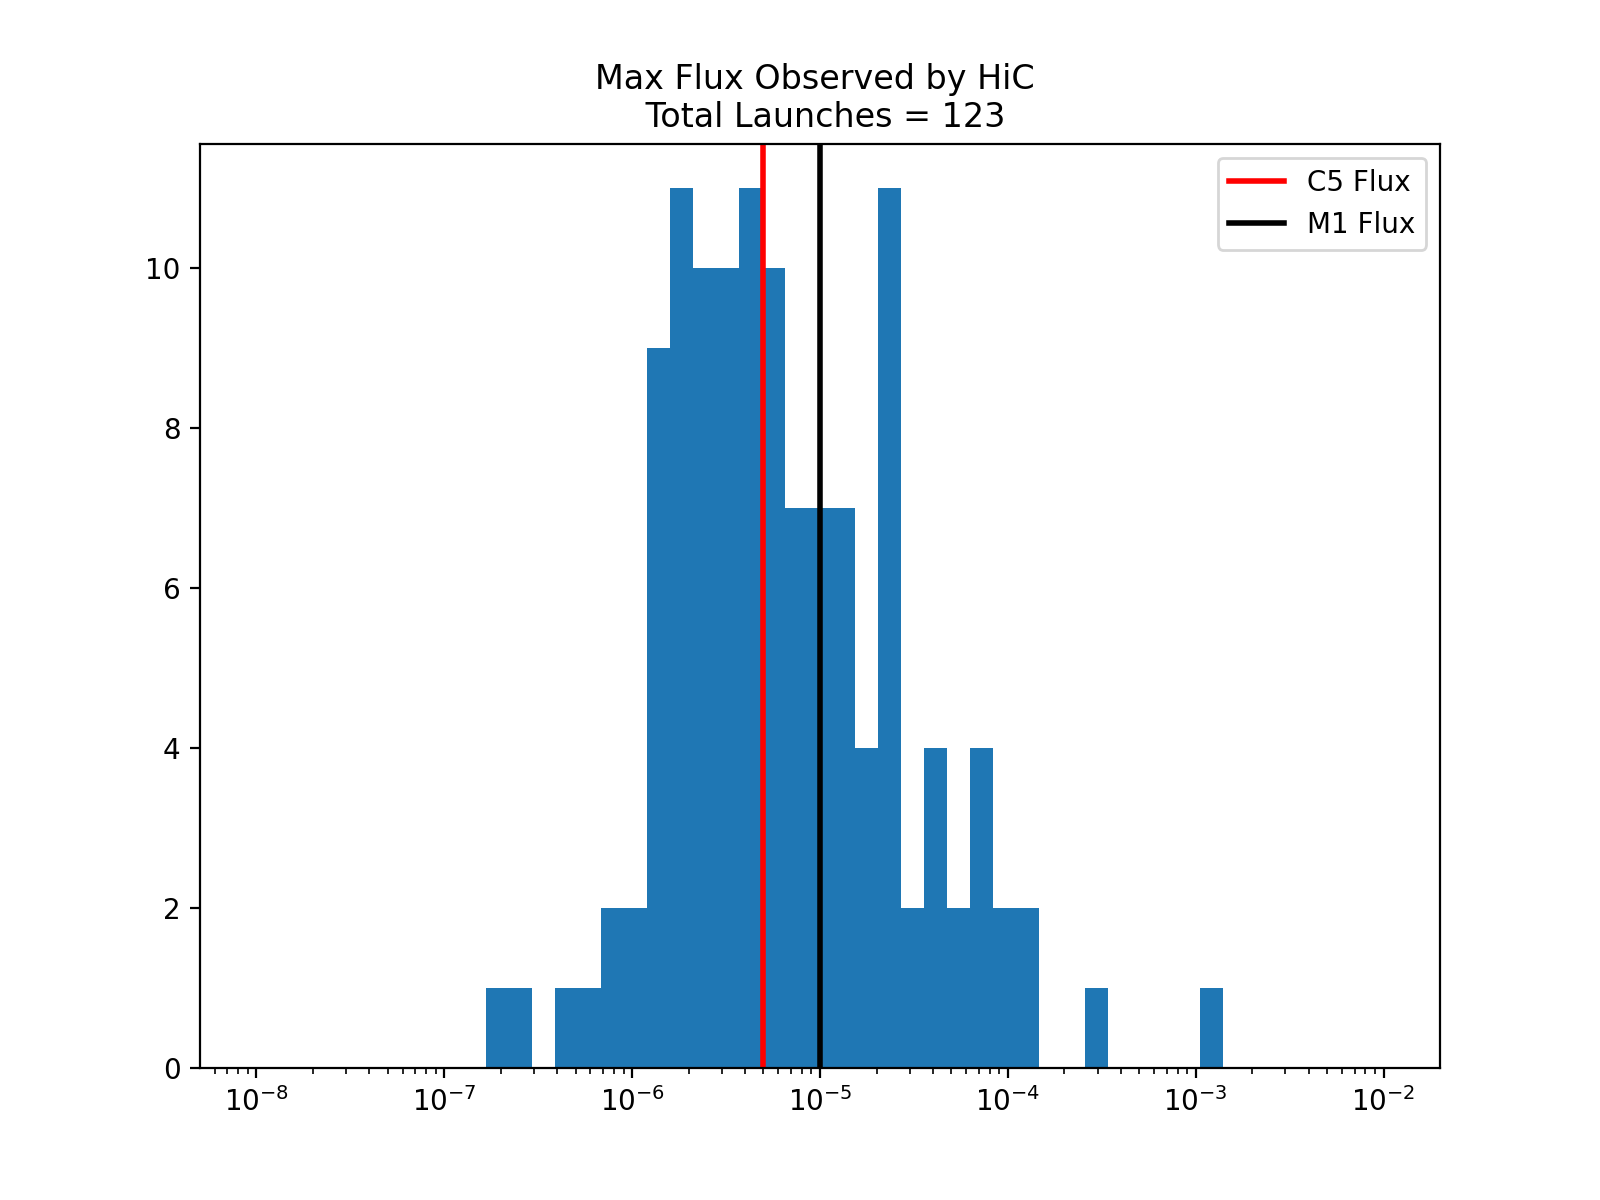 Max Flux Observed by HiC
Total Launches = 123
C5 Flux
M1 Flux
10
8
6
4
2
0
10⁻⁸ 10⁻⁷ 10⁻⁶ 10⁻⁵ 10⁻⁴ 10⁻³ 10⁻²